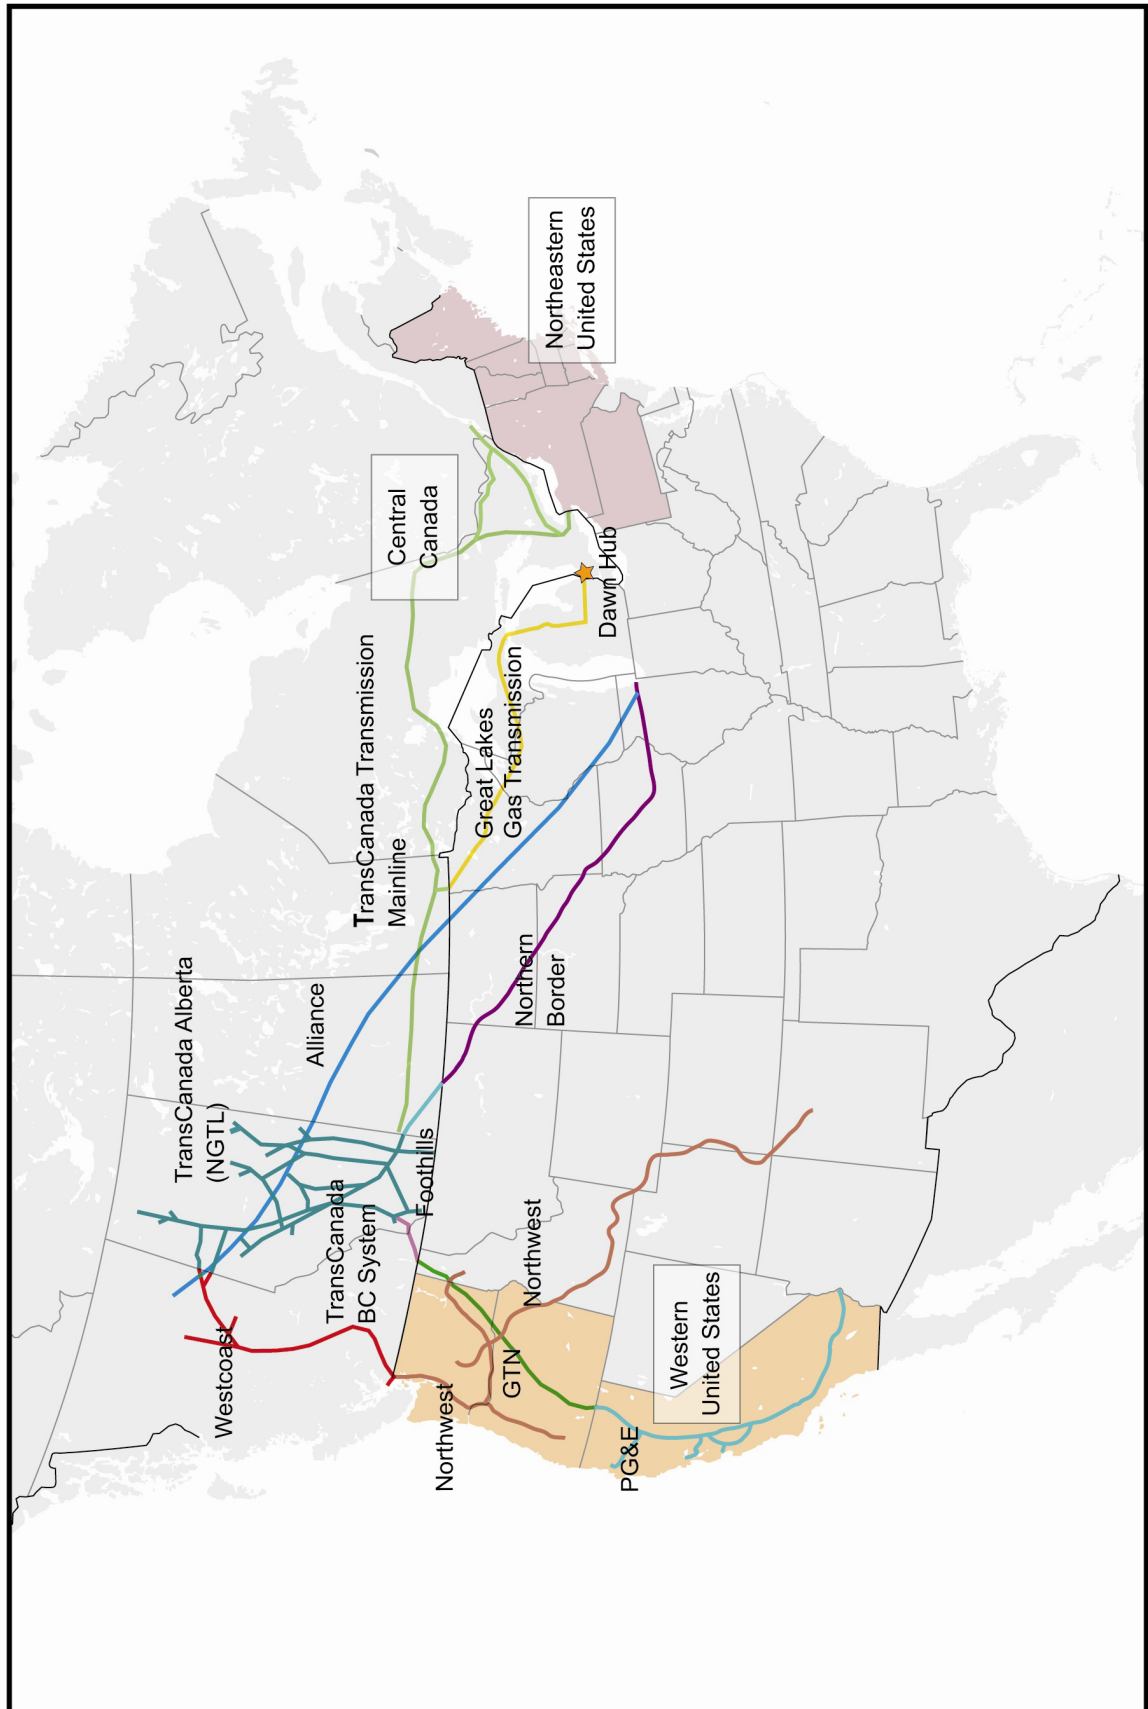 Westcoast
TransCanada Alberta
(NGTL)
Alliance
TransCanada
BC System
TransCanada Transmission
Mainline
Central
Canada
Foothills
Northwest
GTN
Northwest
Northern
Border
Great Lakes
Gas Transmission
Dawn Hub
Northeastern
United States
PG&E
Western
United States